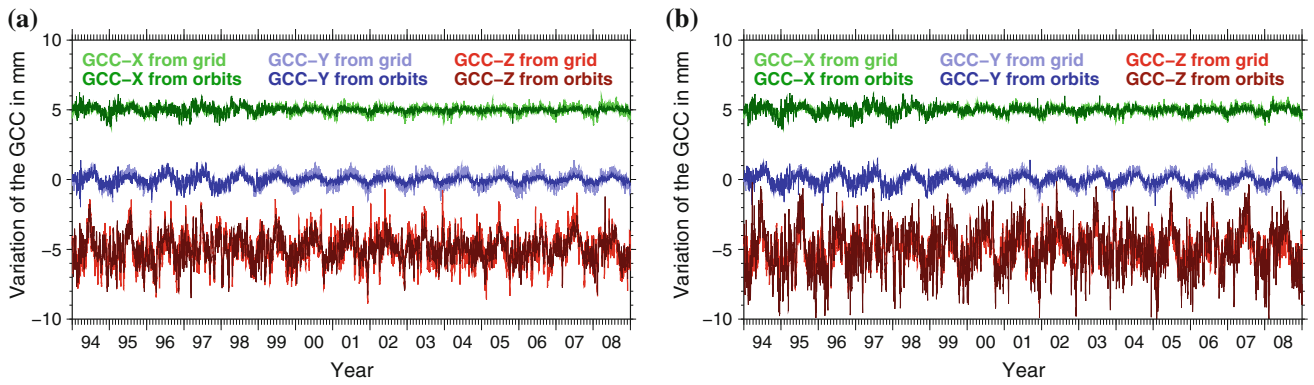 (a)
10
GCC−X from grid GCC−Y from grid GCC−Z from grid
GCC−X from orbits GCC−Y from orbits GCC−Z from orbits
5
0
−5
−10
Variation of the GCC in mm
94 95 96 97 98 99 00 01 02 03 04 05 06 07 08
Year
(b)
10
GCC−X from grid GCC−Y from grid GCC−Z from grid
GCC−X from orbits GCC−Y from orbits GCC−Z from orbits
5
0
−5
−10
Variation of the GCC in mm
94 95 96 97 98 99 00 01 02 03 04 05 06 07 08
Year